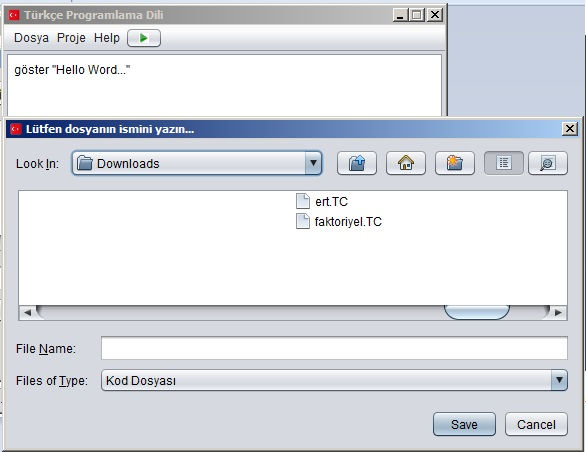 Türkçe Programlama Dili
Dosya Proje Help
göster "Hello Word..."
Lütfen dosyanın ismini yazın...
Look In: Downloads
ert.TC
faktoriyel.TC
File Name:
Files of Type: Kod Dosyası
Save Cancel